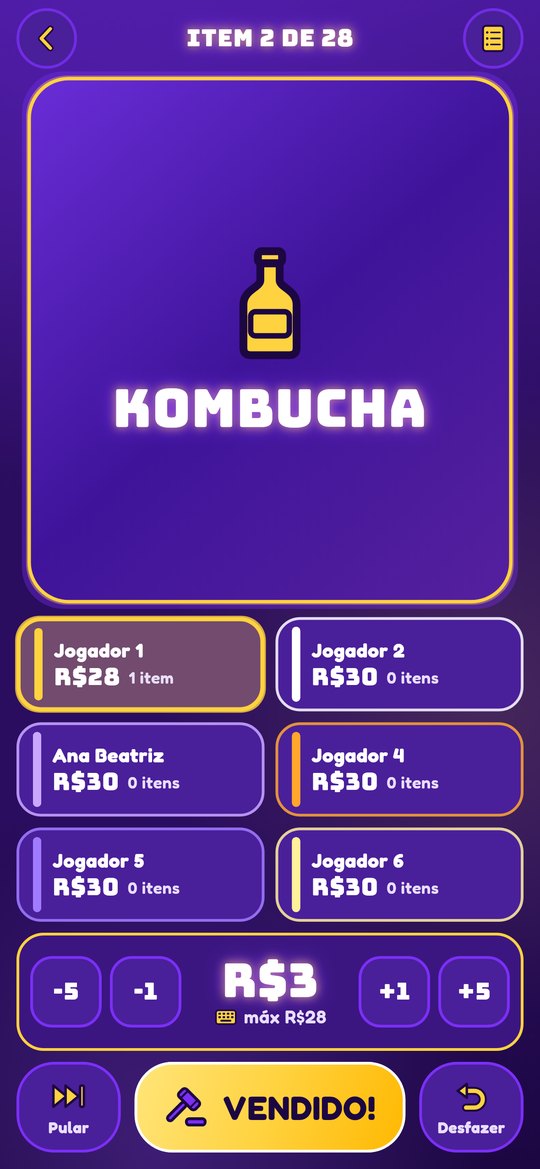 ITEM 2 DE 28
KOMBUCHA
Jogador 1
R$28 1 item
Jogador 2
R$30 0 itens
Ana Beatriz
R$30 0 itens
Jogador 4
R$30 0 itens
Jogador 5
R$30 0 itens
Jogador 6
R$30 0 itens
-5 -1 R$3 +1 +5
máx R$28
Pular
VENDIDO!
Desfazer